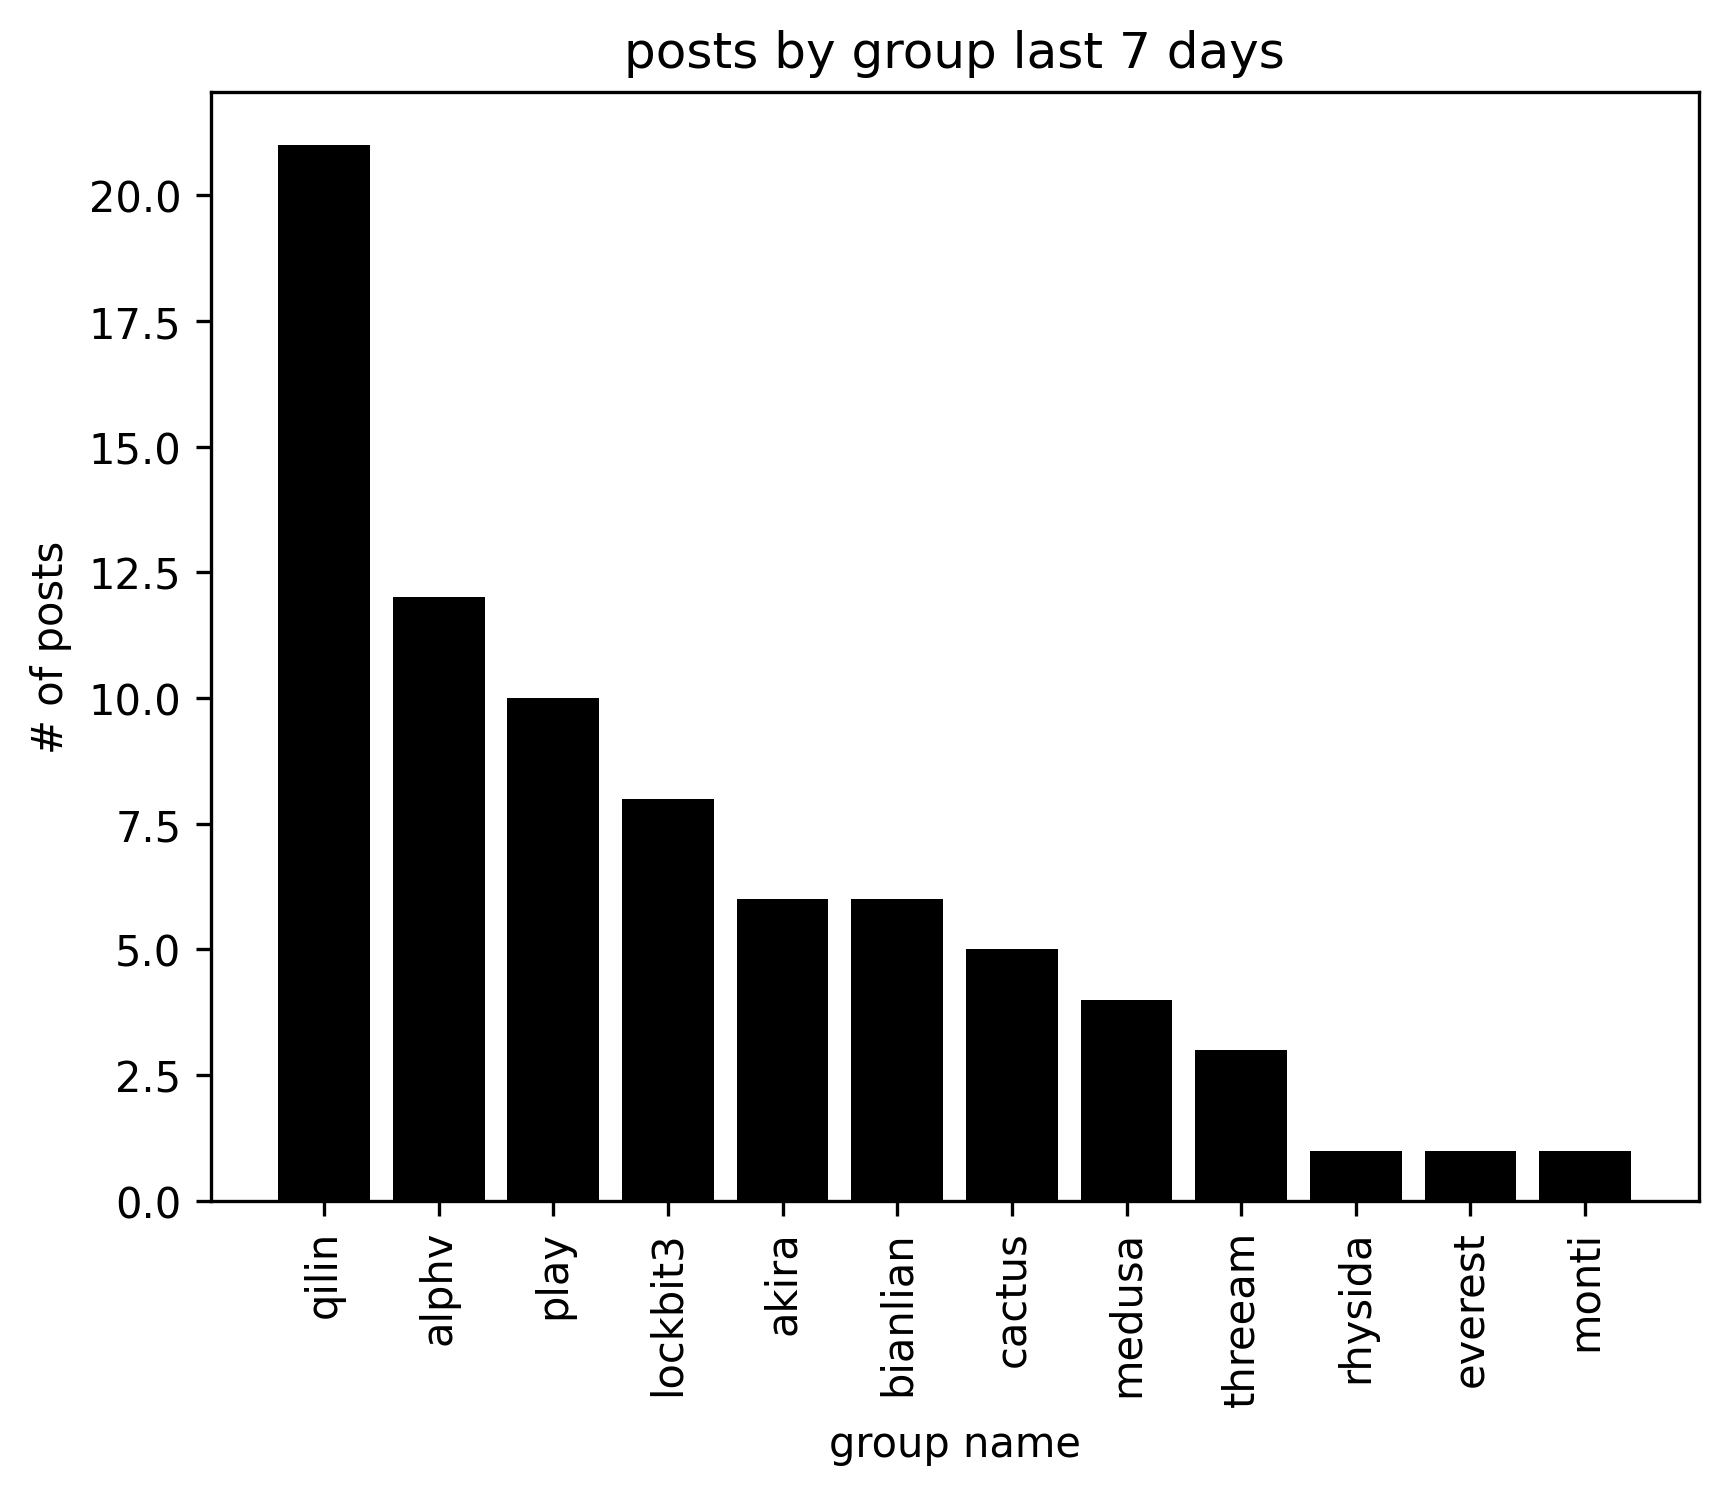 posts by group last 7 days
# of posts
20.0
17.5
15.0
12.5
10.0
7.5
5.0
2.5
0.0
qilin
alphv
play
lockbit3
akira
bianlian
cactus
medusa
threeam
rhysida
everest
monti
group name